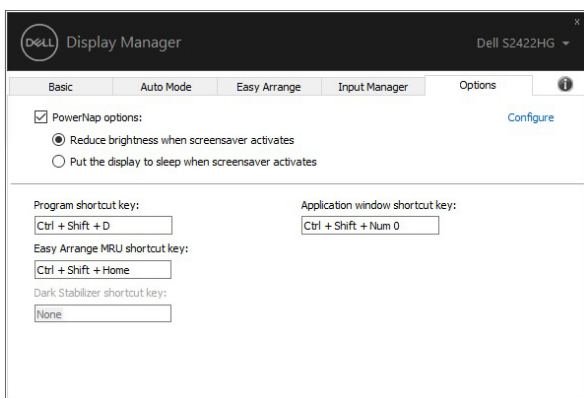 DELL Display Manager
Dell S2422HG
x
Basic Auto Mode Easy Arrange Input Manager Options
PowerNap options:
Configure
Reduce brightness when screensaver activates
Put the display to sleep when screensaver activates
Program shortcut key:
Application window shortcut key:
Ctrl + Shift + D
Ctrl + Shift + Num 0
Easy Arrange MRU shortcut key:
Ctrl + Shift + Home
Dark Stabilizer shortcut key:
None